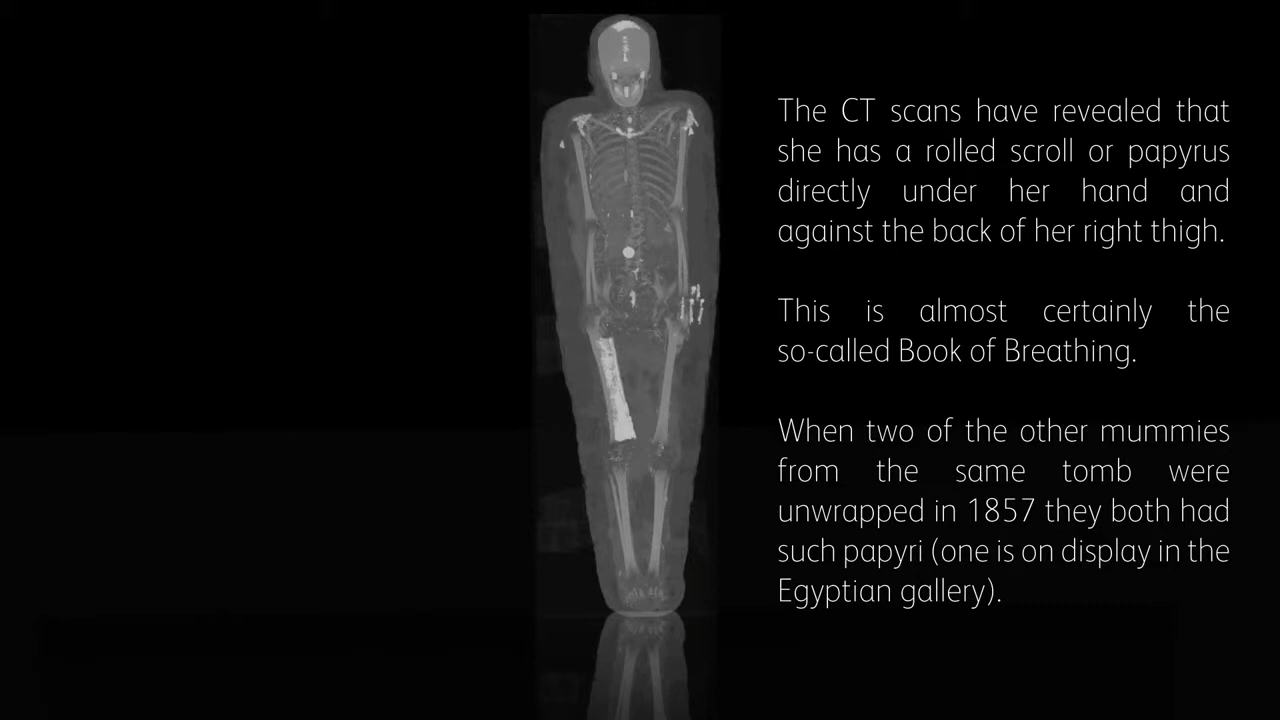 The CT scans have revealed that
she has a rolled scroll or papyrus
directly under her hand and
against the back of her right thigh.
This is almost certainly the
so-called Book of Breathing.
When two of the other mummies
from the same tomb were
unwrapped in 1857 they both had
such papyri (one is on display in the
Egyptian gallery).